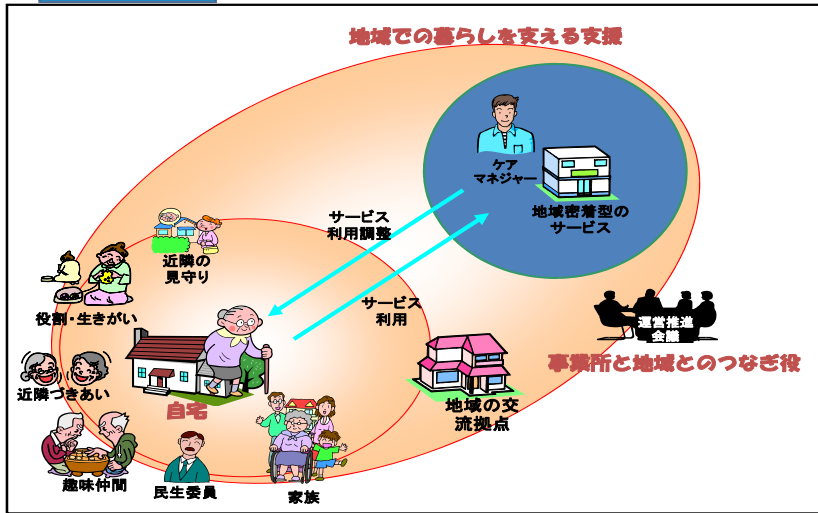 地域での暮らしを支える支援
ケア
マネジャー
地域密着型の
サービス
サービス
利用調整
サービス
利用
近隣の
見守り
役割・生きがい
近隣づきあい
自宅
趣味仲間
民生委員
家族
地域の交
流拠点
運営推進
会議
事業所と地域とのつなぎ役